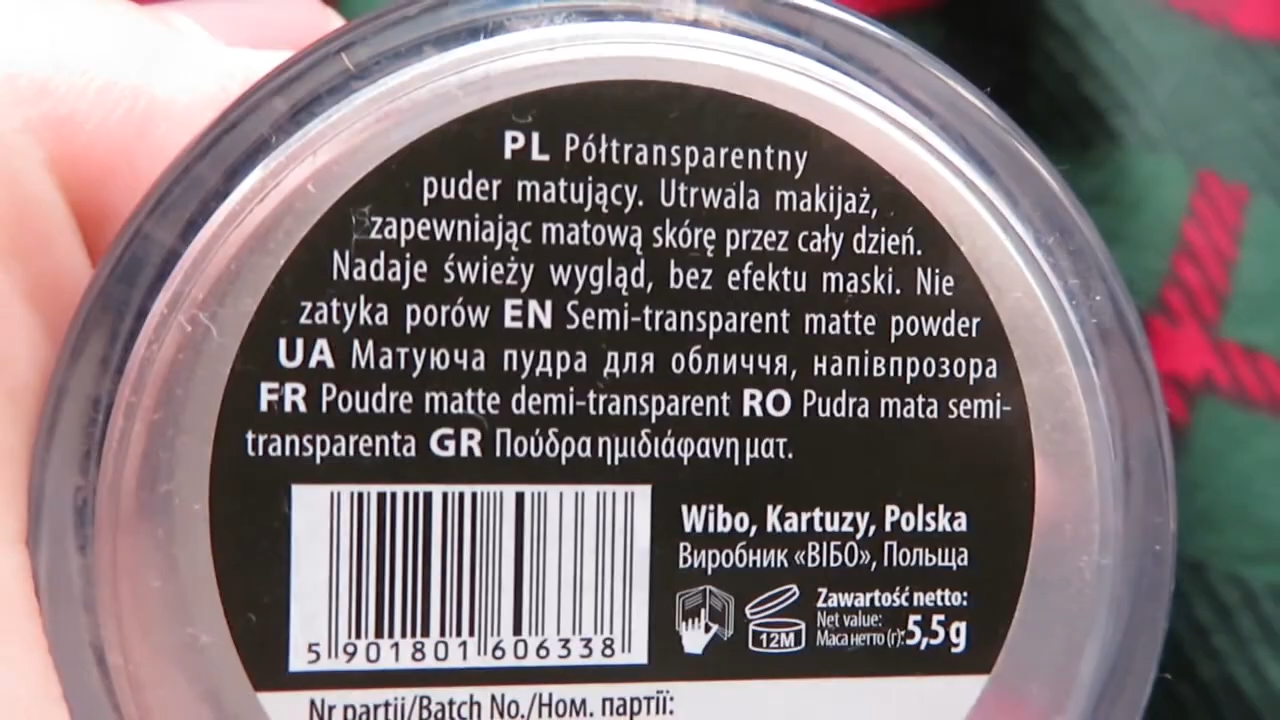 PL Półtransparentny
puder matujący. Utrwala makijaż,
zapewniając matową skórę przez cały dzień.
Nadaje świeży wygląd, bez efektu maski. Nie
zatyka porów EN Semi-transparent matte powder
UA Матуюча пудра для обличчя, напівпрозора
FR Poudre matte demi-transparent RO Pudra mata semi-
transparenta GR Πούδρα ημιδιάφανη ματ.
Wibo, Kartuzy, Polska
Виробник «ВІБО», Польща
Zawartość netto:
Net value:
Маса нетто (г): 5,5g
12M
5 901801 606338
Nr partii/Batch No./Ном. партії: